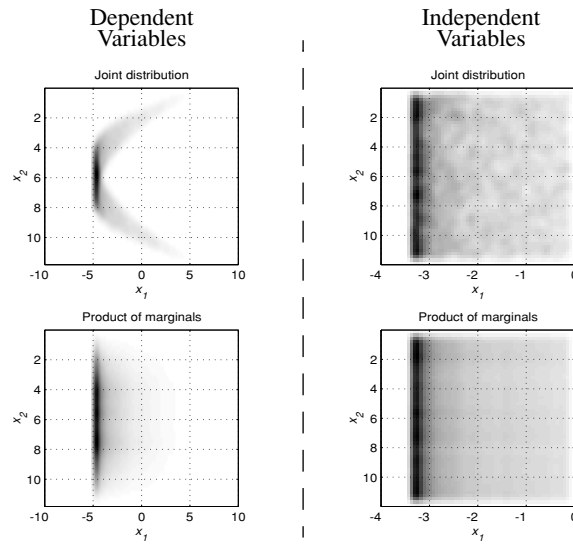 Dependent
Variables
Independent
Variables
Joint distribution
x2
2
4
6
8
10
-10 -5 0 5 10
x1
Joint distribution
x2
2
4
6
8
10
-4 -3 -2 -1 0
x1
Product of marginals
x2
2
4
6
8
10
-10 -5 0 5 10
x1
Product of marginals
x2
2
4
6
8
10
-4 -3 -2 -1 0
x1